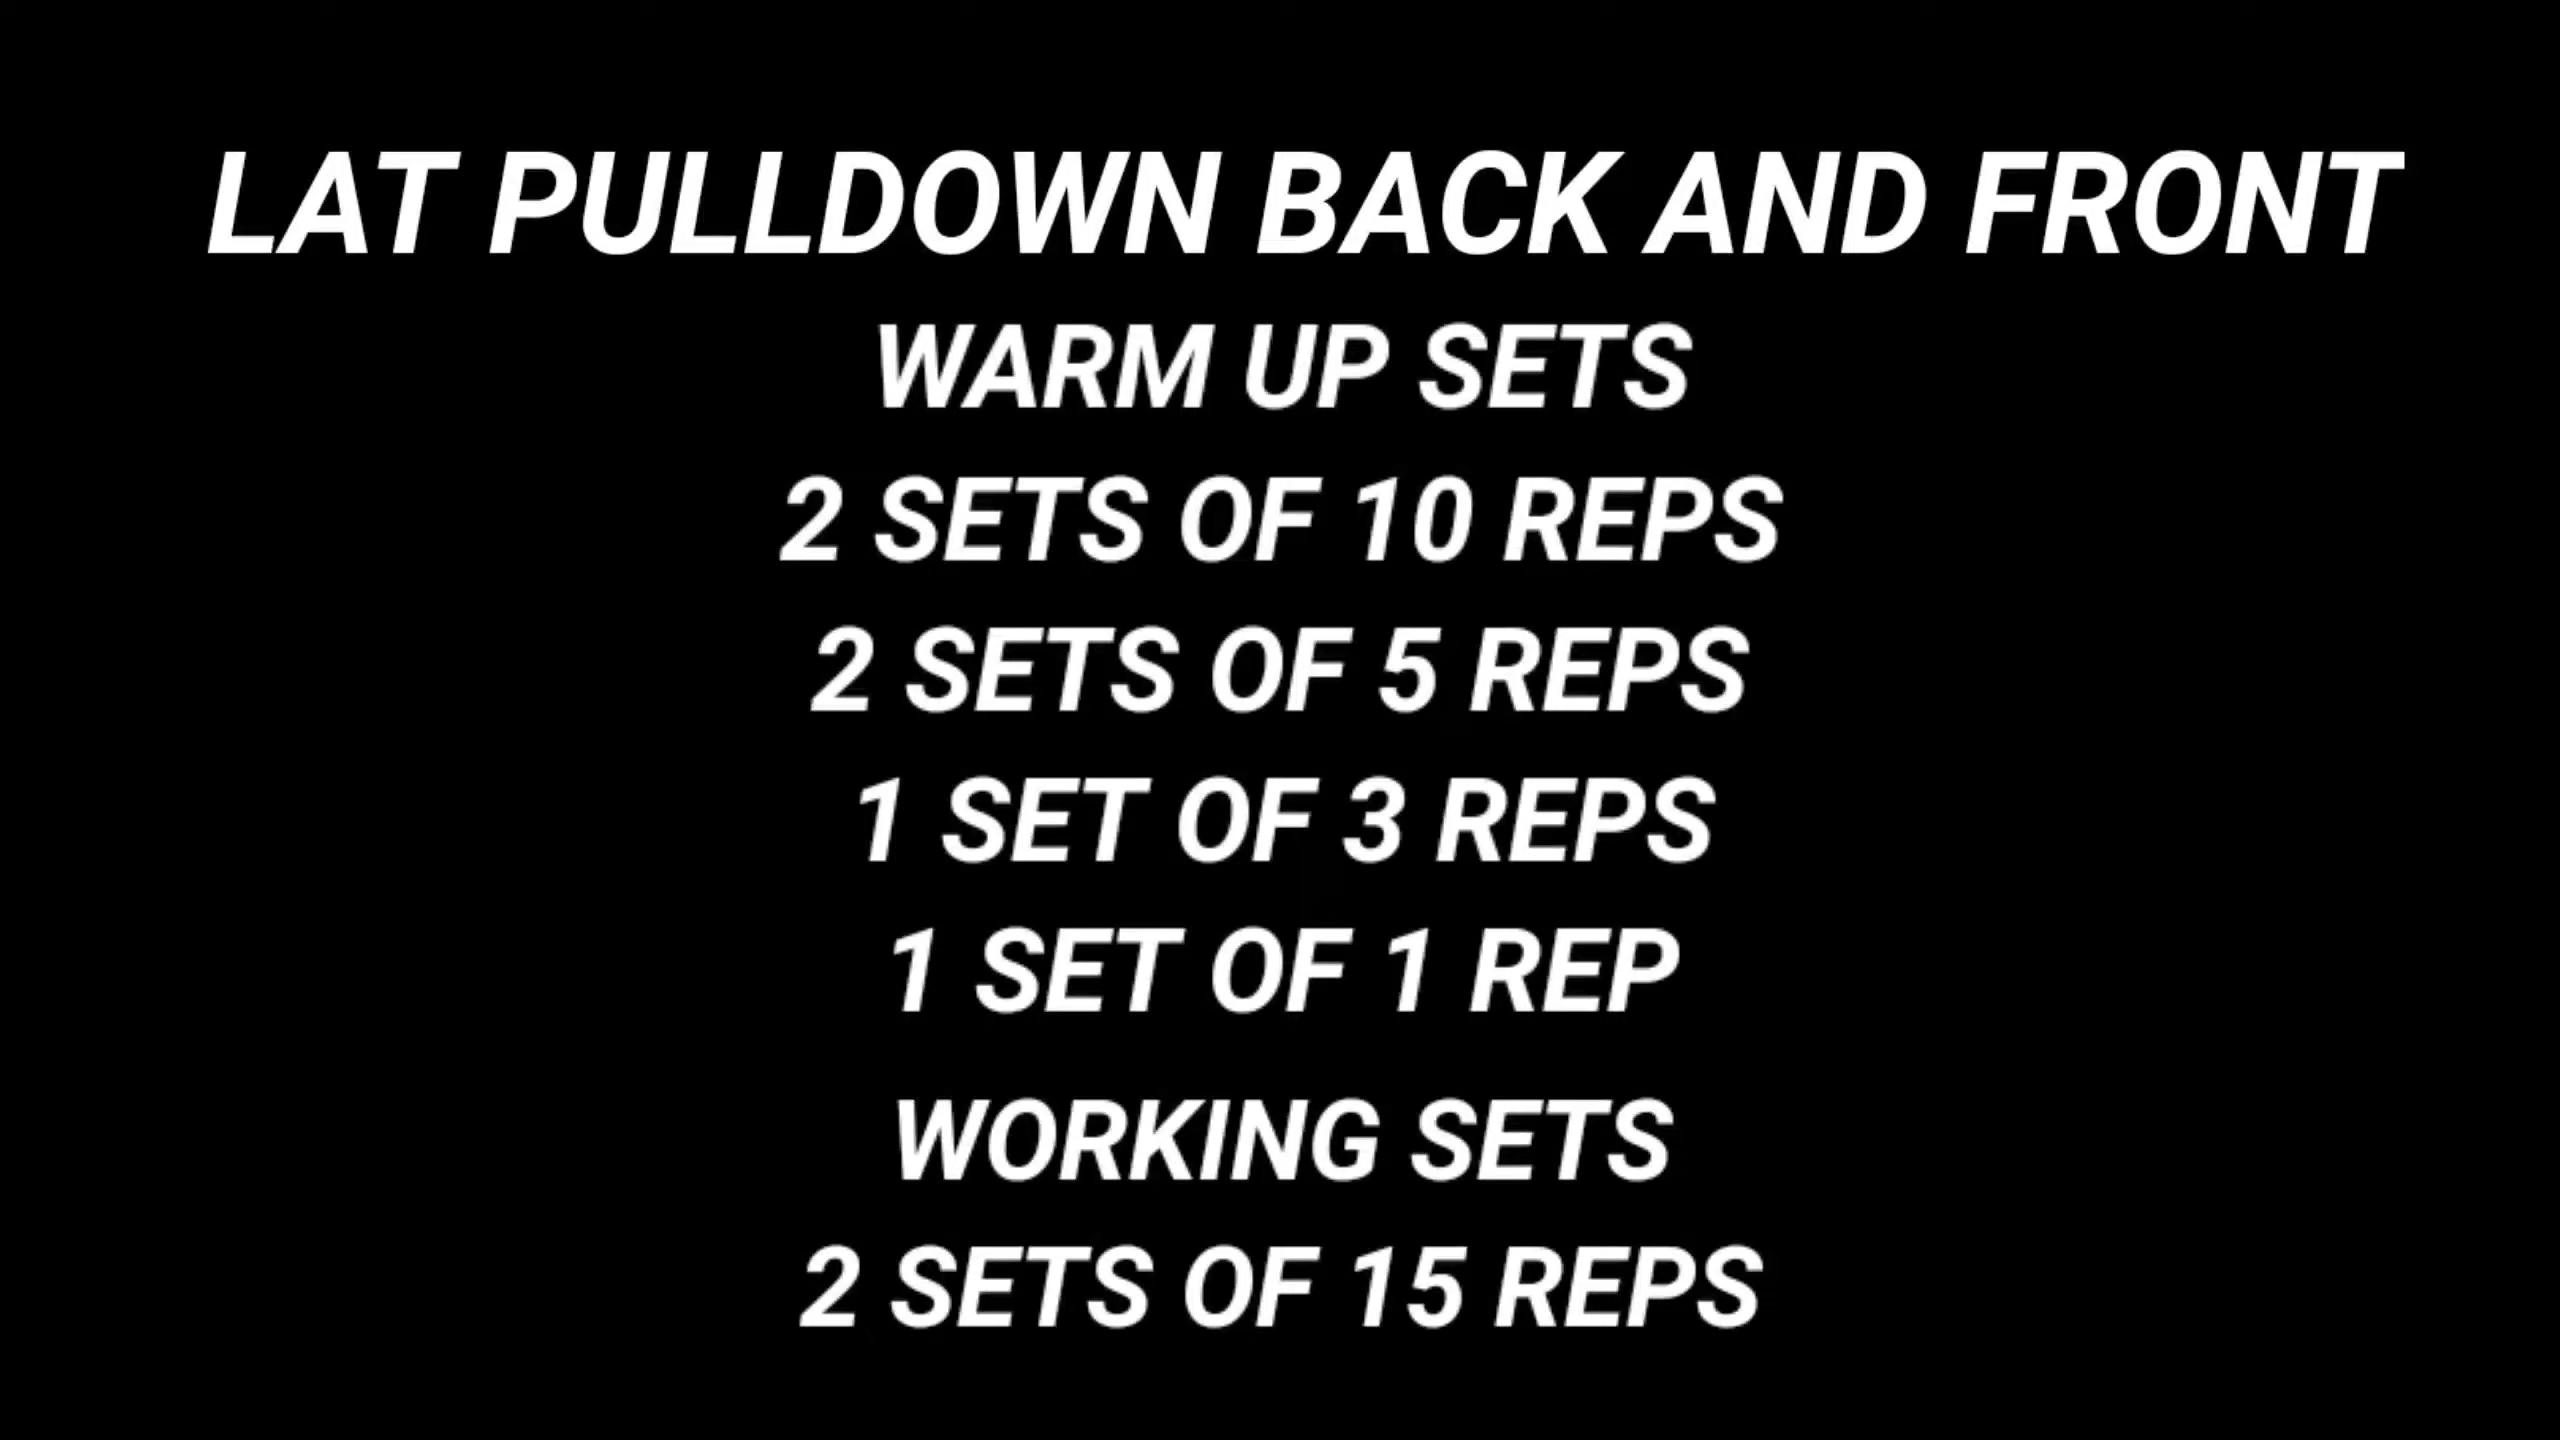 LAT PULLDOWN BACK AND FRONT
WARM UP SETS
2 SETS OF 10 REPS
2 SETS OF 5 REPS
1 SET OF 3 REPS
1 SET OF 1 REP
WORKING SETS
2 SETS OF 15 REPS